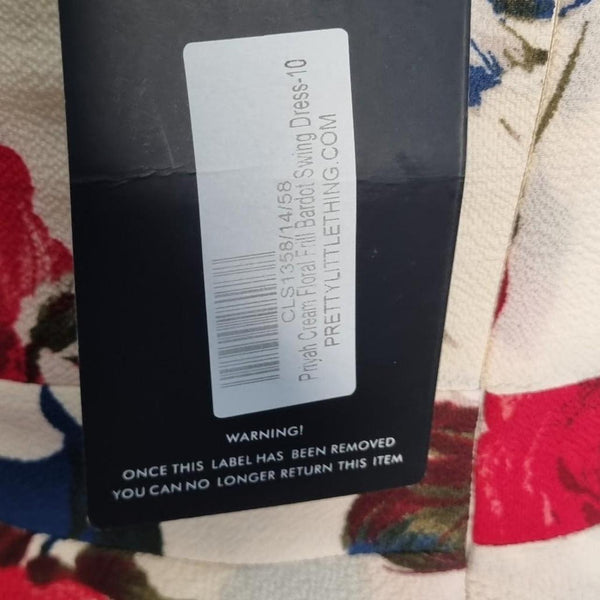 CLS1358/14/58
Priyah Cream Floral Frill Bardot Swing Dress-10
PRETTYLITTLETHING.COM
WARNING!
ONCE THIS LABEL HAS BEEN REMOVED
YOU CAN NO LONGER RETURN THIS ITEM